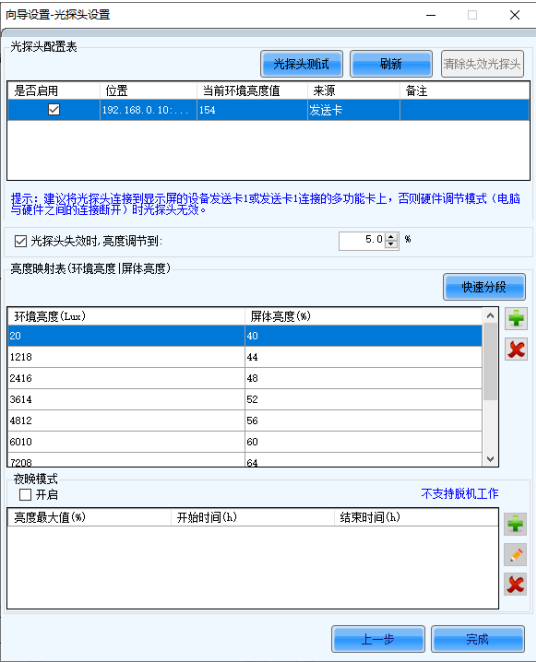 向导设置-光探头设置
光探头配置表
光探头测试 刷新 清除失效光探头
是否启用 位置 当前环境亮度值 来源 备注
192.168.0.10:... 154 发送卡
提示：建议将光探头连接到显示屏的设备发送卡1或发送卡1连接的多功能卡上，否则硬件调节模式（电脑
与硬件之间的连接断开）时光探头无效。
光探头失效时,亮度调节到: 5.0 %
亮度映射表(环境亮度|屏体亮度)
快速分段
环境亮度(Lux) 屏体亮度(%)
20 40
1218 44
2416 48
3614 52
4812 56
6010 60
7208 64
夜晚模式
开启 不支持脱机工作
亮度最大值(%) 开始时间(h) 结束时间(h)
上一步 完成